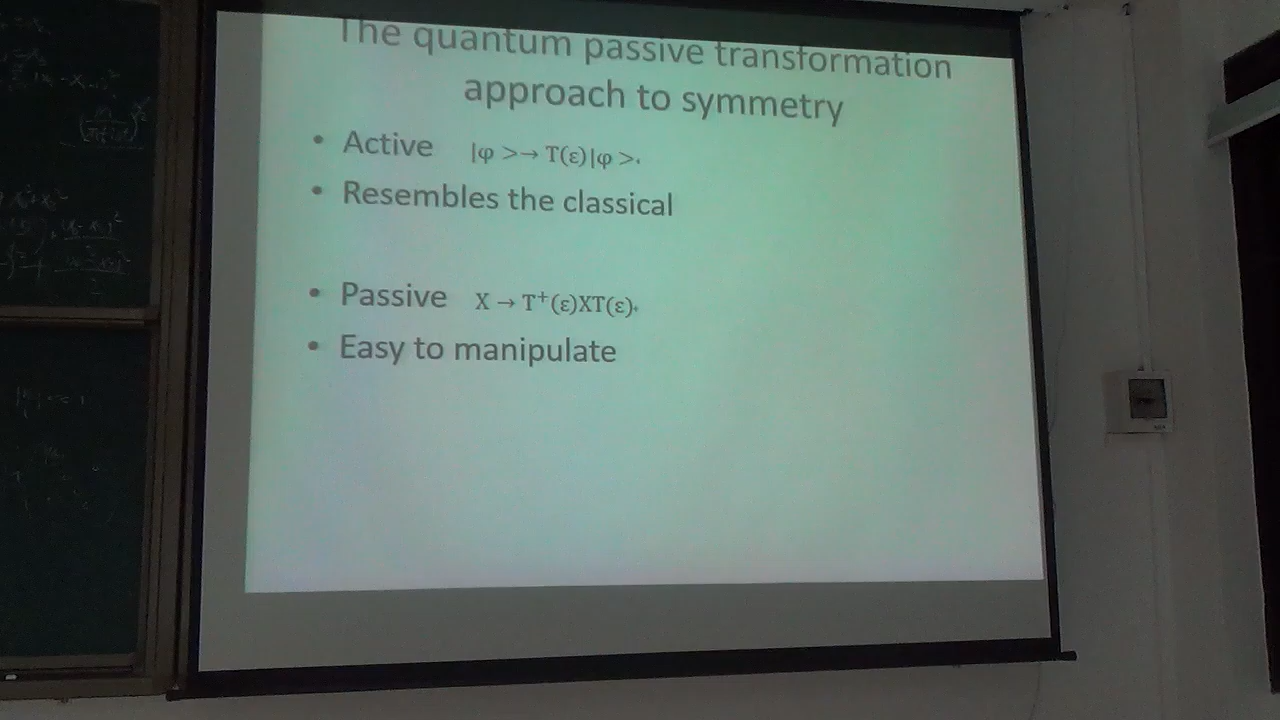 The quantum passive transformation
approach to symmetry
• Active |φ >→ T(ε)|φ >.
• Resembles the classical
• Passive X → T⁺(ε)XT(ε).
• Easy to manipulate